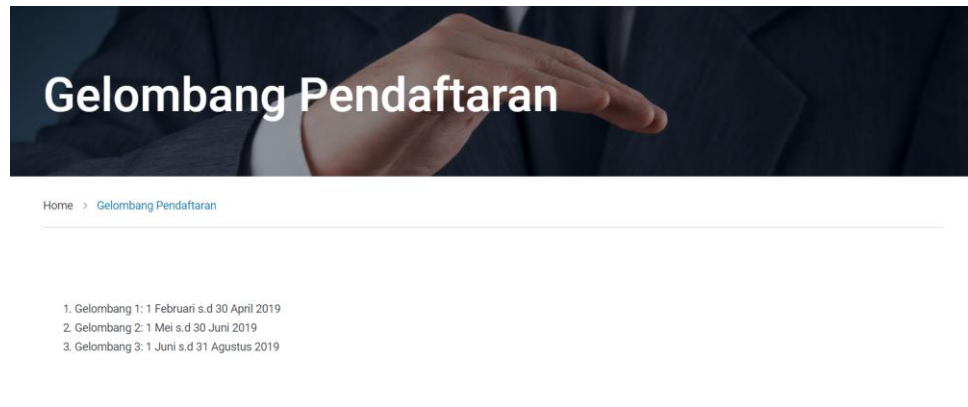 Gelombang Pendaftaran
Home > Gelombang Pendaftaran
1. Gelombang 1: 1 Februari s.d 30 April 2019
2. Gelombang 2: 1 Mei s.d 30 Juni 2019
3. Gelombang 3: 1 Juni s.d 31 Agustus 2019